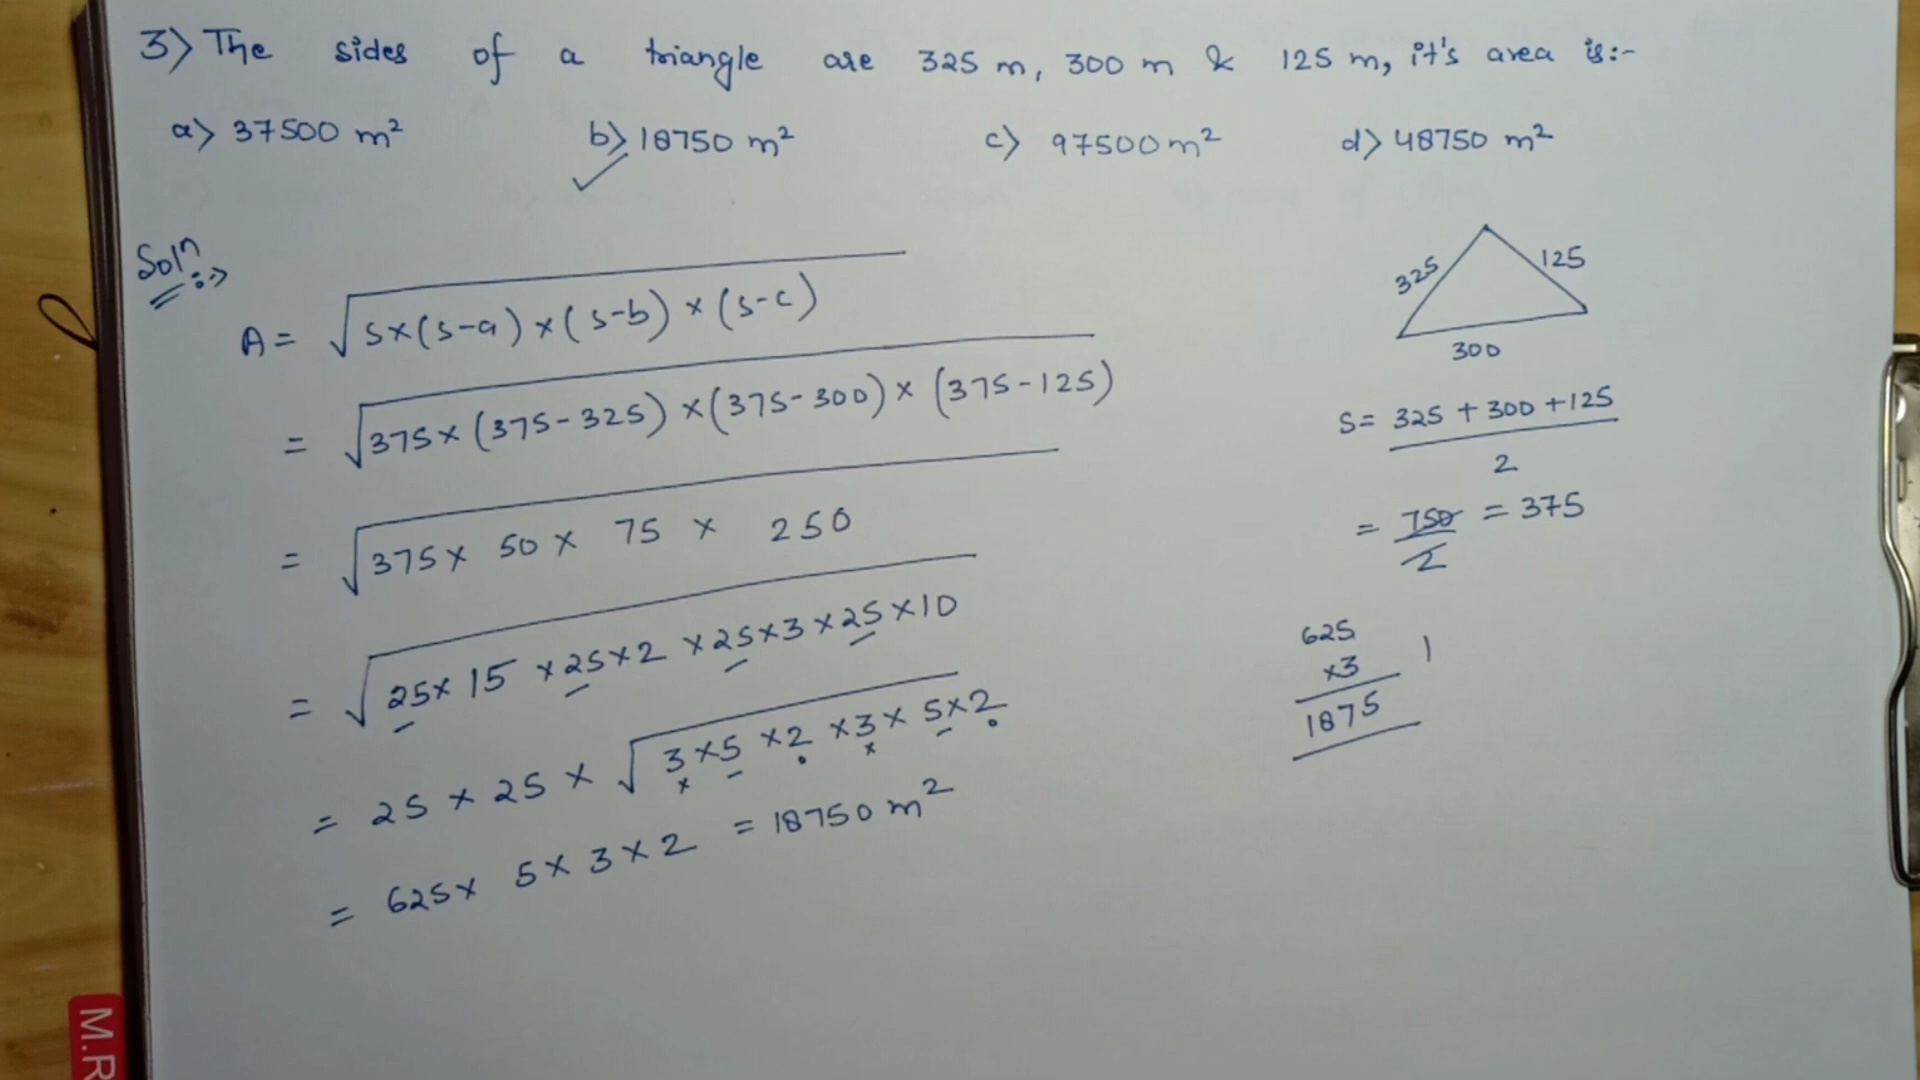 3) The sides of a triangle are 325 m, 300 m & 125 m, it's area is:-
a) 37500 m² b) 18750 m² c) 97500 m² d) 48750 m²
Solⁿ :->
A = √s×(s-a)×(s-b)×(s-c)
= √375×(375-325)×(375-300)×(375-125)
= √375× 50× 75 × 250
= √25×15×25×2×25×3×25×10
= 25×25×√3×5×2×3×5×2
= 625× 5×3×2 = 18750 m²
325 125
300
S= 325+300+125
2
= 750 = 375
2
625
×3 1
1875
M.R